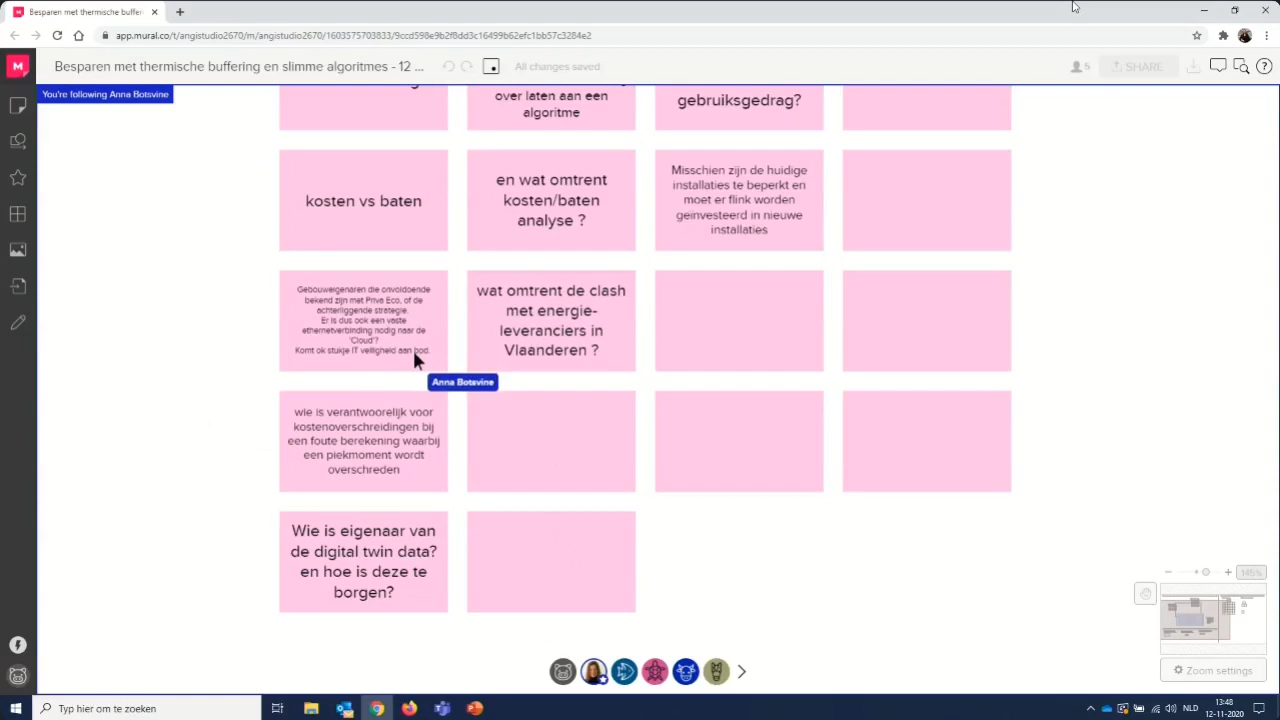 Besparen met thermische buffering
app.mural.co/t/angistudio2670/m/angistudio2670/1603575703833/9ccd598e9b2f8dd3c16499b62efc1bb57c3284e2
Besparen met thermische buffering en slimme algoritmes - 12 ...
All changes saved
5
SHARE
You're following Anna Botsvine
over laten aan een
algoritme
gebruiksgedrag?
kosten vs baten
en wat omtrent
kosten/baten
analyse ?
Misschien zijn de huidige
installaties te beperkt en
moet er flink worden
geinvesteerd in nieuwe
installaties
Gebouweigenaren die onvoldoende
bekend zijn met Priva Eco, of de
achterliggende strategie.
Er is dus ook een vaste
ethernetverbinding nodig naar de
'Cloud'?
Komt ok stukje IT veiligheid aan bod.
wat omtrent de clash
met energie-
leveranciers in
Vlaanderen ?
Anna Botsvine
wie is verantwoorelijk voor
kostenoverschreidingen bij
een foute berekening waarbij
een piekmoment wordt
overschreden
Wie is eigenaar van
de digital twin data?
en hoe is deze te
borgen?
145%
Zoom settings
Typ hier om te zoeken
NLD
13:48
12-11-2020